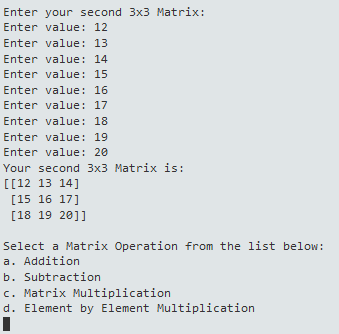 Enter your second 3x3 Matrix:
Enter value: 12
Enter value: 13
Enter value: 14
Enter value: 15
Enter value: 16
Enter value: 17
Enter value: 18
Enter value: 19
Enter value: 20
Your second 3x3 Matrix is:
[[12 13 14]
 [15 16 17]
 [18 19 20]]

Select a Matrix Operation from the list below:
a. Addition
b. Subtraction
c. Matrix Multiplication
d. Element by Element Multiplication